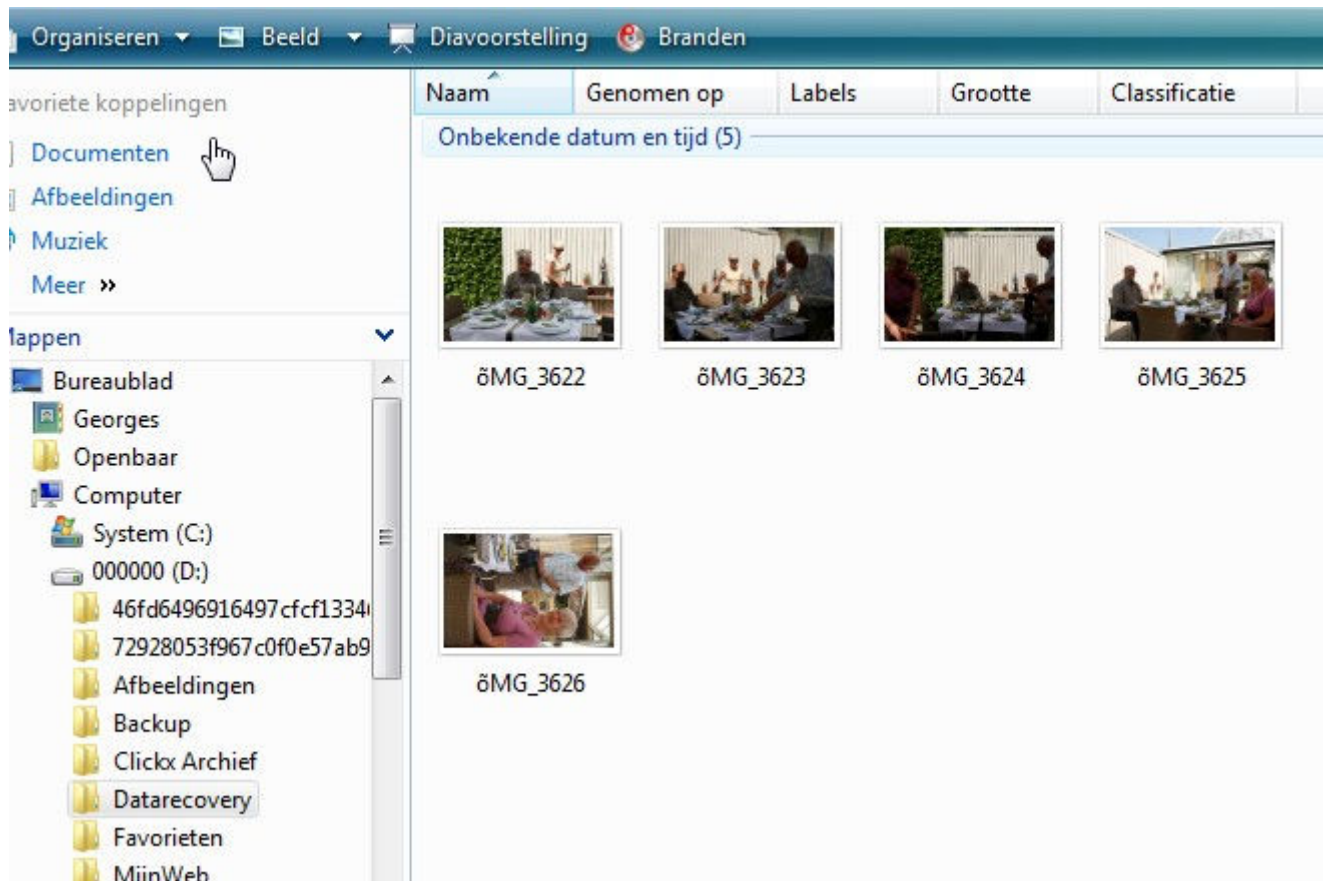 Organiseren Beeld Diavoorstelling Branden
avoriete koppelingen
Documenten
Afbeeldingen
Muziek
Meer »
Mappen
Bureaublad
Georges
Openbaar
Computer
System (C:)
000000 (D:)
46fd6496916497cfcf1334
72928053f967c0f0e57ab9
Afbeeldingen
Backup
Clickx Archief
Datarecovery
Favorieten
MijnWeb
Naam Genomen op Labels Grootte Classificatie
Onbekende datum en tijd (5)
õMG_3622 õMG_3623 õMG_3624 õMG_3625
õMG_3626